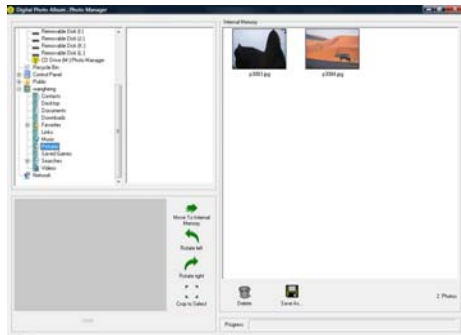 Digital Photo Album - Photo Manager
Removable Disk (I:)
Removable Disk (J:)
Removable Disk (K:)
Removable Disk (L:)
CD Drive (M:) Photo Manager
Recycle Bin
Control Panel
Public
wangheng
Contacts
Desktop
Documents
Downloads
Favorites
Links
Music
Pictures
Saved Games
Searches
Videos
Network
Internal Memory
p3083.jpg
p3084.jpg
Move To Internal
Memory
Rotate left
Rotate right
Crop to Select
Delete
Save As...
2 Photos
Progress